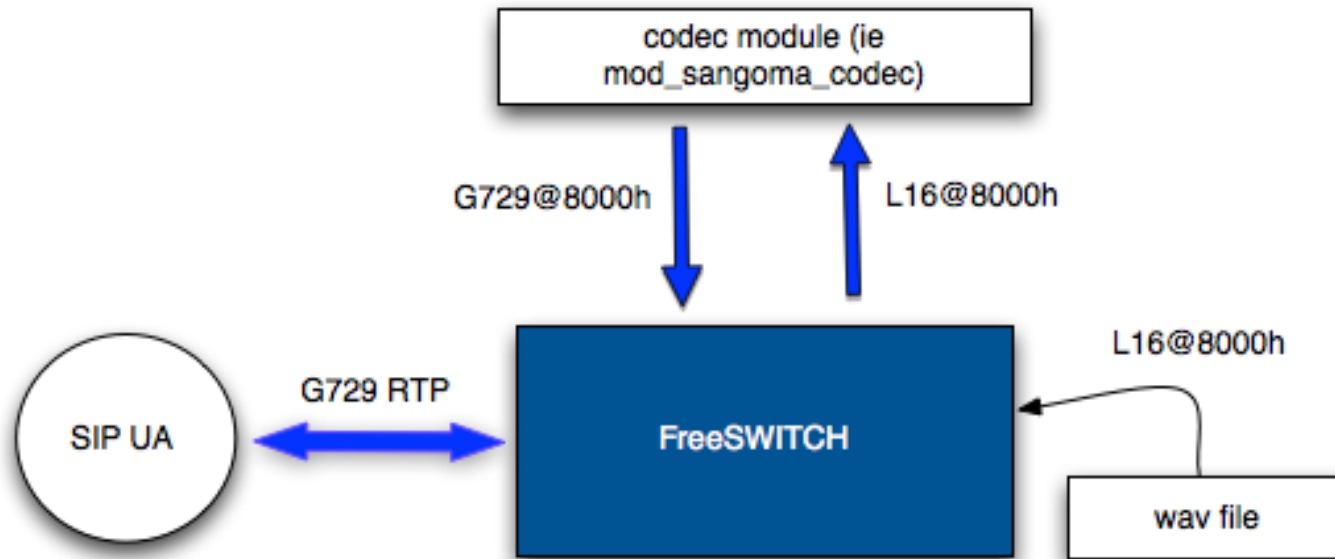 codec module (ie
mod_sangoma_codec)
G729@8000h
L16@8000h
L16@8000h
G729 RTP
SIP UA
FreeSWITCH
wav file